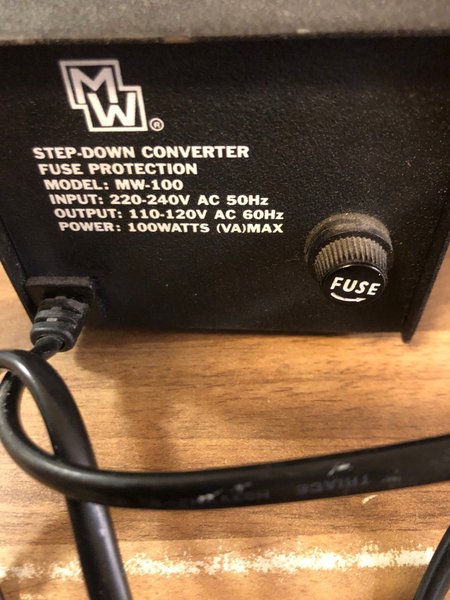 MW®
STEP-DOWN CONVERTER
FUSE PROTECTION
MODEL: MW-100
INPUT: 220-240V AC 50Hz
OUTPUT: 110-120V AC 60Hz
POWER: 100WATTS (VA)MAX
FUSE
TRIACE